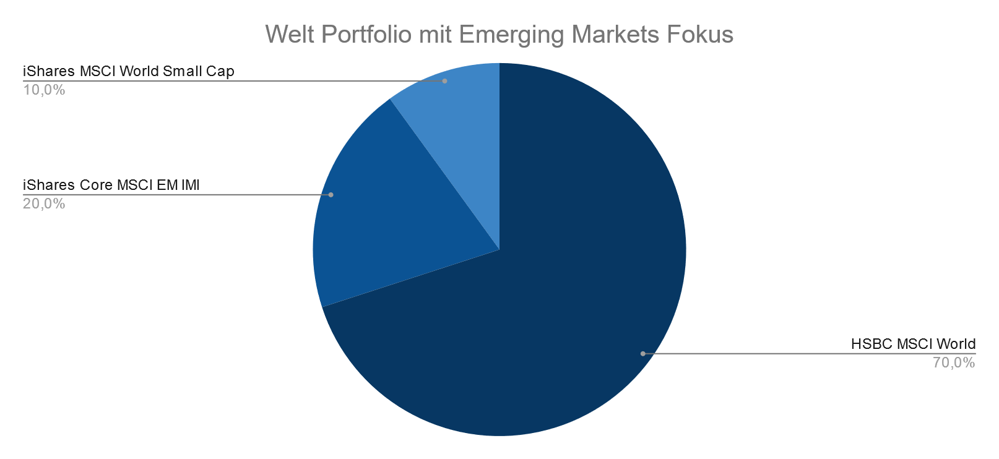 Welt Portfolio mit Emerging Markets Fokus
iShares MSCI World Small Cap
10,0%
iShares Core MSCI EM IMI
20,0%
HSBC MSCI World
70,0%